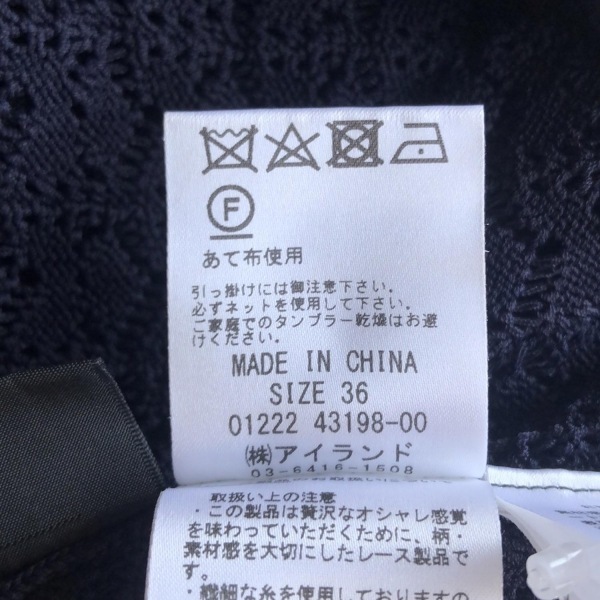 F
あて布使用
引っ掛けには御注意下さい。
必ずネットを使用して下さい。
ご家庭でのタンブラー乾燥はお避
けください。
MADE IN CHINA
SIZE 36
01222 43198-00
㈱アイランド
03-6416-1508
取扱い上の注意
・この製品は贅沢なオシャレ感覚
を味わっていただくために、柄・
素材感を大切にしたレース製品で
す。
・繊細な糸を使用しておりますの